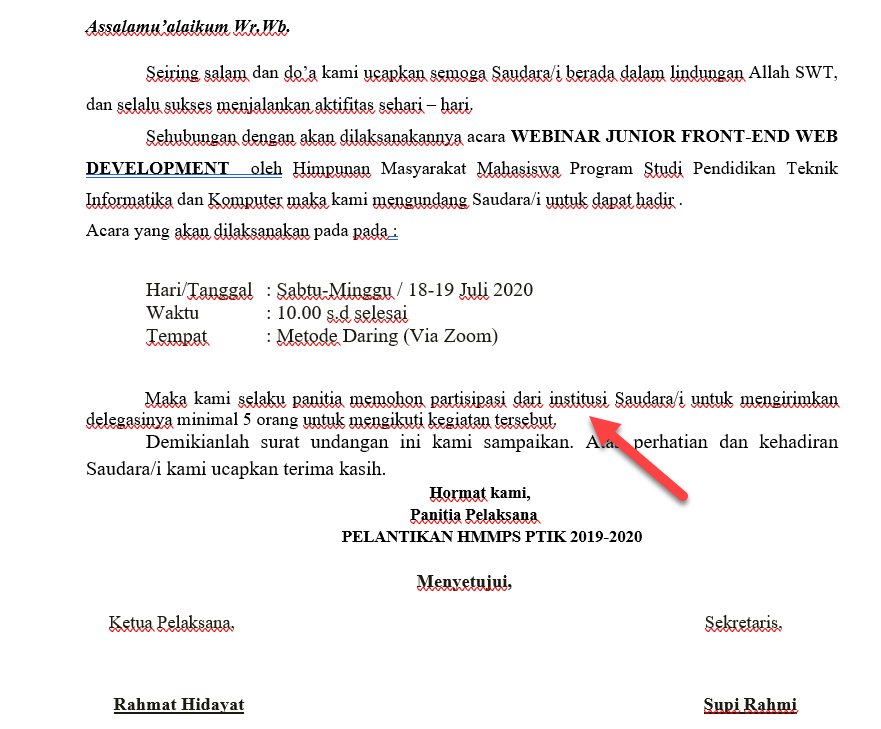 Assalamu’alaikum Wr.Wb.
Seiring salam dan do’a kami ucapkan semoga Saudara/i berada dalam lindungan Allah SWT,
dan selalu sukses menjalankan aktifitas sehari – hari.
Sehubungan dengan akan dilaksanakannya acara WEBINAR JUNIOR FRONT-END WEB
DEVELOPMENT oleh Himpunan Masyarakat Mahasiswa Program Studi Pendidikan Teknik
Informatika dan Komputer maka kami mengundang Saudara/i untuk dapat hadir .
Acara yang akan dilaksanakan pada pada :
Hari/Tanggal : Sabtu-Minggu / 18-19 Juli 2020
Waktu : 10.00 s.d selesai
Tempat : Metode Daring (Via Zoom)
Maka kami selaku panitia memohon partisipasi dari institusi Saudara/i untuk mengirimkan
delegasinya minimal 5 orang untuk mengikuti kegiatan tersebut.
Demikianlah surat undangan ini kami sampaikan. perhatian dan kehadiran
Saudara/i kami ucapkan terima kasih.
Hormat kami,
Panitia Pelaksana
PELANTIKAN HMMPS PTIK 2019-2020
Menyetujui,
Ketua Pelaksana, Sekretaris,
Rahmat Hidayat Supi Rahmi